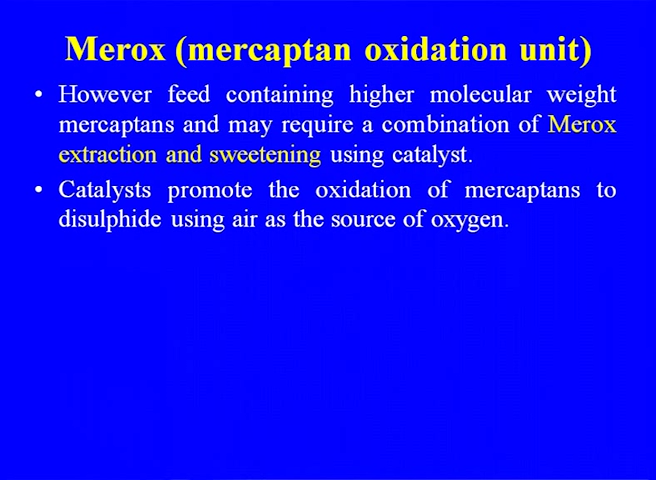 Merox (mercaptan oxidation unit)
• However feed containing higher molecular weight
mercaptans and may require a combination of Merox
extraction and sweetening using catalyst.
• Catalysts promote the oxidation of mercaptans to
disulphide using air as the source of oxygen.